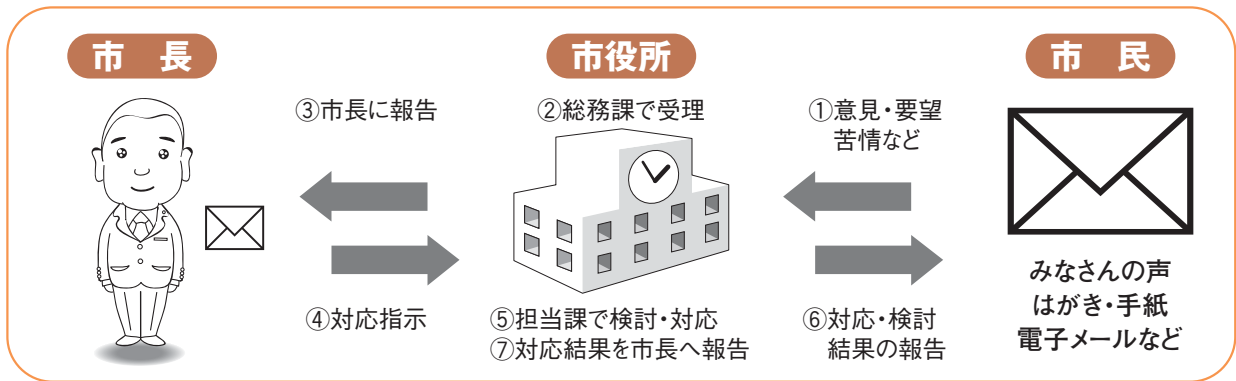 市　長
市役所
市　民
③市長に報告
②総務課で受理
①意見・要望
苦情など
④対応指示
⑤担当課で検討・対応
⑦対応結果を市長へ報告
⑥対応・検討
結果の報告
みなさんの声
はがき・手紙
電子メールなど